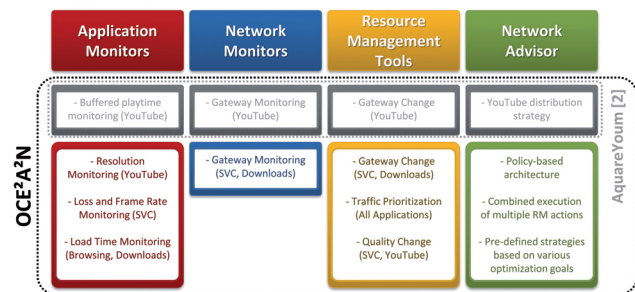 Application
Monitors
Network
Monitors
Resource
Management
Tools
Network
Advisor
- Buffered playtime
monitoring (YouTube)
- Gateway Monitoring
(YouTube)
- Gateway Change
(YouTube)
- YouTube distribution
strategy
AquareYoum [2]
OCE²A²N
- Resolution
Monitoring (YouTube)
- Loss and Frame Rate
Monitoring (SVC)
- Load Time Monitoring
(Browsing, Downloads)
- Gateway Monitoring
(SVC, Downloads)
- Gateway Change
(SVC, Downloads)
- Traffic Prioritization
(All Applications)
- Quality Change
(SVC, YouTube)
- Policy-based
architecture
- Combined execution
of multiple RM actions
- Pre-defined strategies
based on various
optimization goals